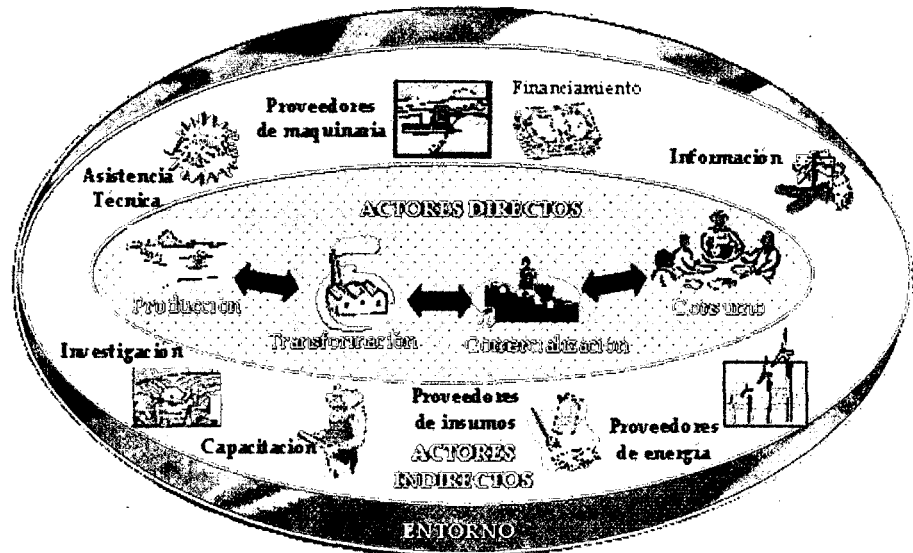 Financiamiento
Proveedores
de maquinaria
Información
Asistencia
Técnica
ACTORES DIRECTOS
Producción
Transformación
Comercialización
Consumo
Investigación
Capacitación
Proveedores
de insumos
Proveedores
de energía
ACTORES
INDIRECTOS
ENTORNO